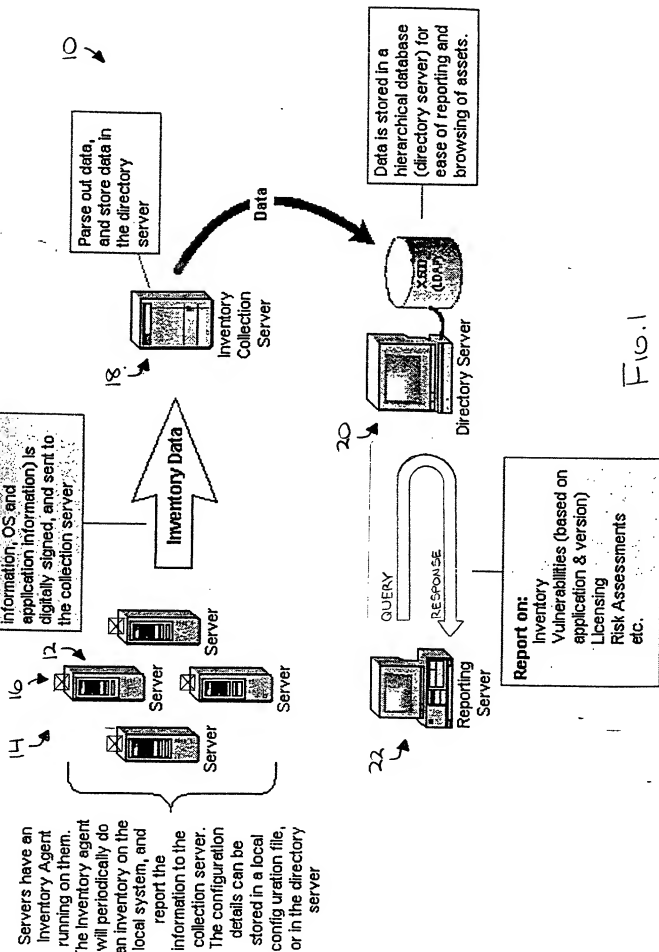 10
Servers have an
Inventory Agent
running on them.
The Inventory agent
will periodically do
an inventory on the
local system, and
report the
information to the
collection server.
The configuration
details can be
stored in a local
config uration file,
or in the directory
server
14
16
12
Server
Server
Server
Server
information, OS and
application information) is
digitally signed, and sent to
the collection server
Inventory Data
18
Inventory
Collection
Server
Parse out data,
and store data in
the directory
server
Data
Data is stored in a
hierarchical database
(directory server) for
ease of reporting and
browsing of assets.
X.500
(LDAP)
20
Directory Server
QUERY
RESPONSE
22
Reporting
Server
Report on:
Inventory
Vulnerabilities (based on
application & version)
Licensing
Risk Assessments
etc.
FIG. 1